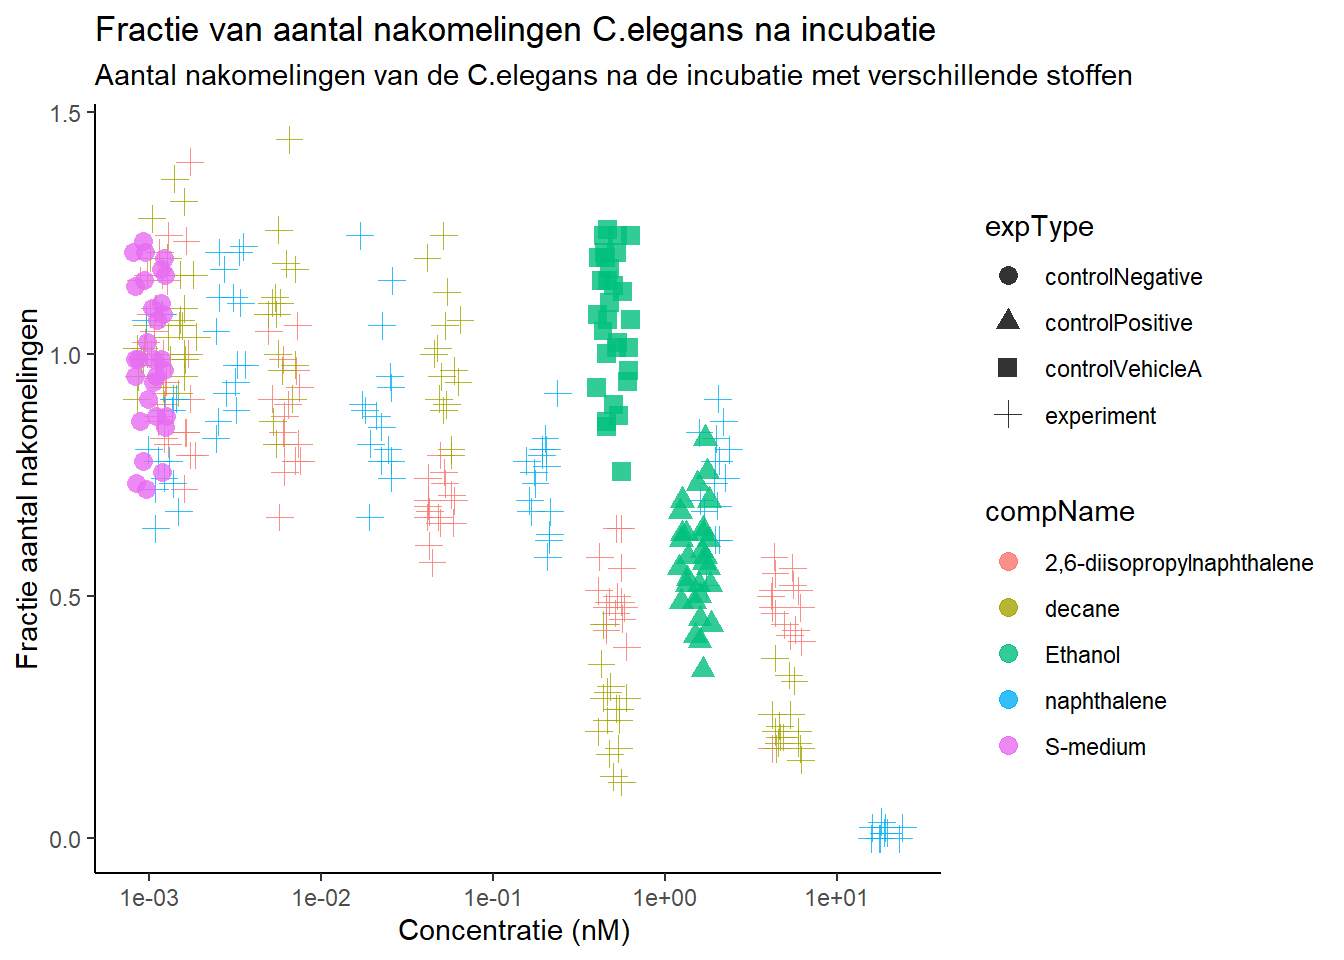 Fractie van aantal nakomelingen C.elegans na incubatie
Aantal nakomelingen van de C.elegans na de incubatie met verschillende stoffen
Fractie aantal nakomelingen
1.5
1.0
0.5
0.0
1e-03
1e-02
1e-01
1e+00
1e+01
Concentratie (nM)
expType
controlNegative
controlPositive
controlVehicleA
experiment
compName
2,6-diisopropylnaphthalene
decane
Ethanol
naphthalene
S-medium